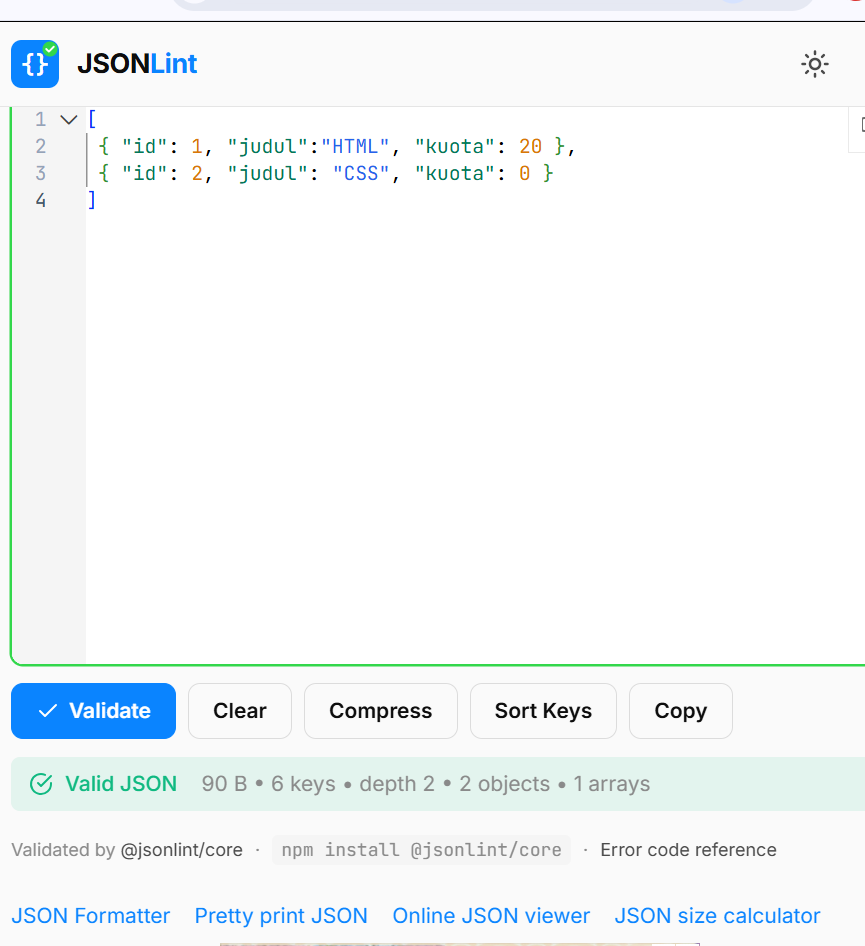 {} JSONLint
1 [
2 { "id": 1, "judul":"HTML", "kuota": 20 },
3 { "id": 2, "judul": "CSS", "kuota": 0 }
4 ]
Validate Clear Compress Sort Keys Copy
Valid JSON 90 B • 6 keys • depth 2 • 2 objects • 1 arrays
Validated by @jsonlint/core · npm install @jsonlint/core · Error code reference
JSON Formatter Pretty print JSON Online JSON viewer JSON size calculator